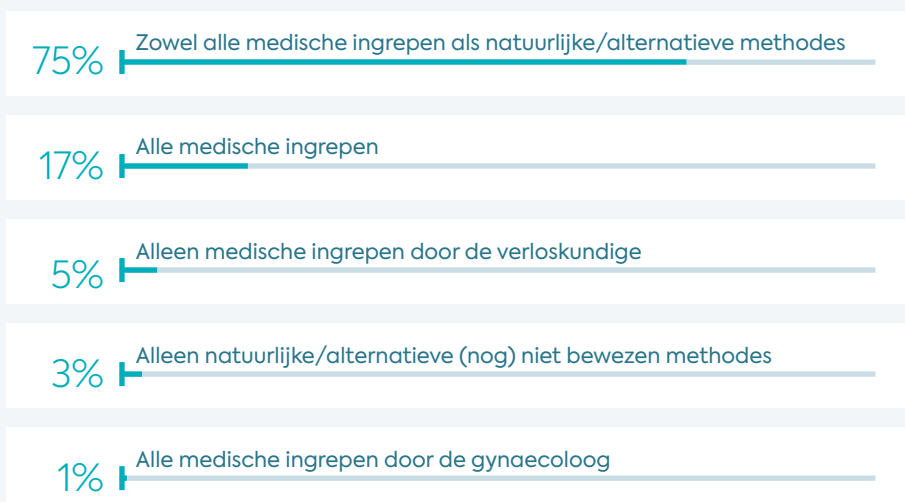 Zowel alle medische ingrepen als natuurlijke/alternatieve methodes
75%
Alle medische ingrepen
17%
Alleen medische ingrepen door de verloskundige
5%
Alleen natuurlijke/alternatieve (nog) niet bewezen methodes
3%
Alle medische ingrepen door de gynaecoloog
1%